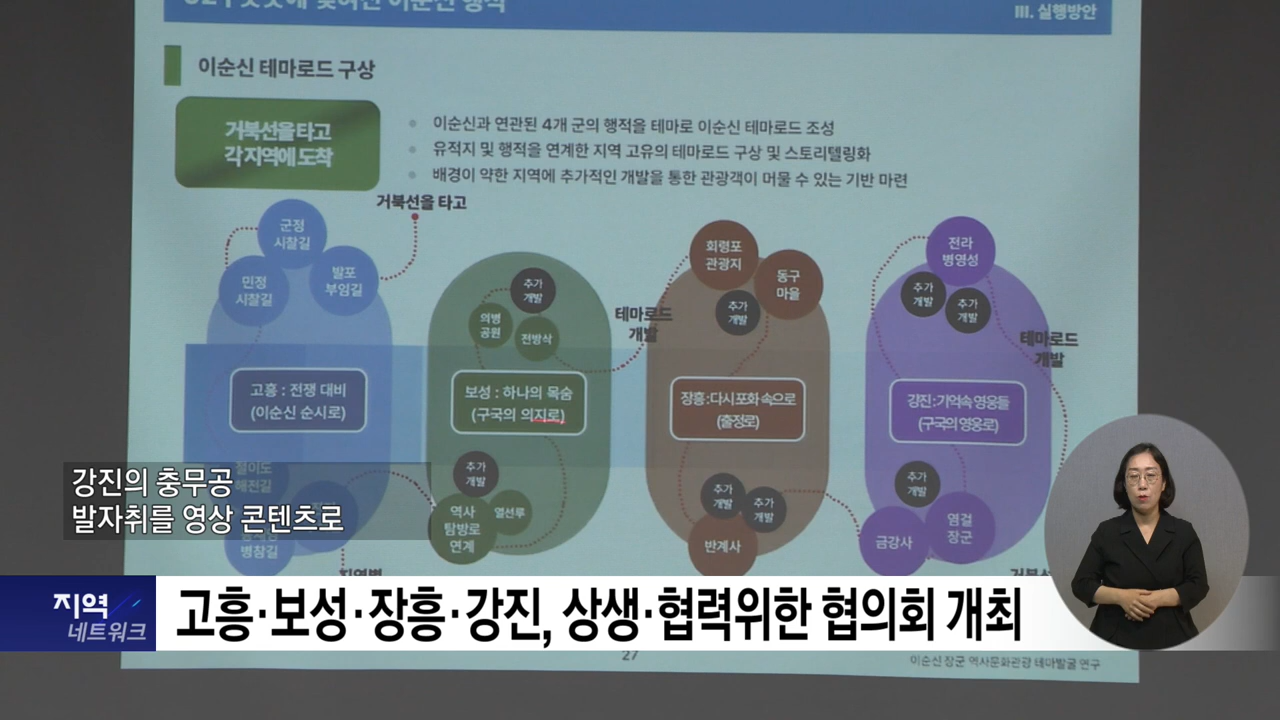 이순신 행적
III. 실행방안
이순신 테마로드 구상
거북선을 타고
각 지역에 도착
이순신과 연관된 4개 군의 행적을 테마로 이순신 테마로드 조성
유적지 및 행적을 연계한 지역 고유의 테마로드 구상 및 스토리텔링화
배경이 약한 지역에 추가적인 개발을 통한 관광객이 머물 수 있는 기반 마련
거북선을 타고
군정
시찰길
민정
시찰길
발포
부임길
고흥 : 전쟁 대비
(이순신 순시로)
절이도
해전길
병참길
추가
개발
의병
공원
전방삭
보성 : 하나의 목숨
(구국의 의지로)
추가
개발
역사
탐방로
연계
열선루
테마로드
개발
회령포
관광지
동구
마을
추가
개발
장흥 : 다시 포화 속으로
(출정로)
추가
개발
추가
개발
반계사
전라
병영성
추가
개발
추가
개발
테마로드
개발
강진 : 기억속 영웅들
(구국의 영웅로)
추가
개발
금강사
염걸
장군
강진의 충무공
발자취를 영상 콘텐츠로
지역
네트워크
고흥·보성·장흥·강진, 상생·협력위한 협의회 개최
27
이순신 장군 역사문화관광 테마발굴 연구